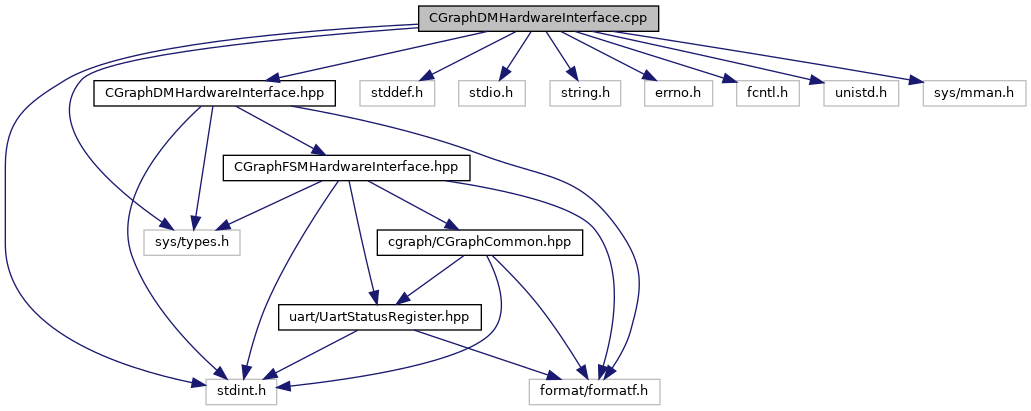 CGraphDMHardwareInterface.cpp
CGraphDMHardwareInterface.hpp
stddef.h
stdio.h
string.h
errno.h
fcntl.h
unistd.h
sys/mman.h
CGraphFSMHardwareInterface.hpp
sys/types.h
cgraph/CGraphCommon.hpp
uart/UartStatusRegister.hpp
stdint.h
format/formatf.h